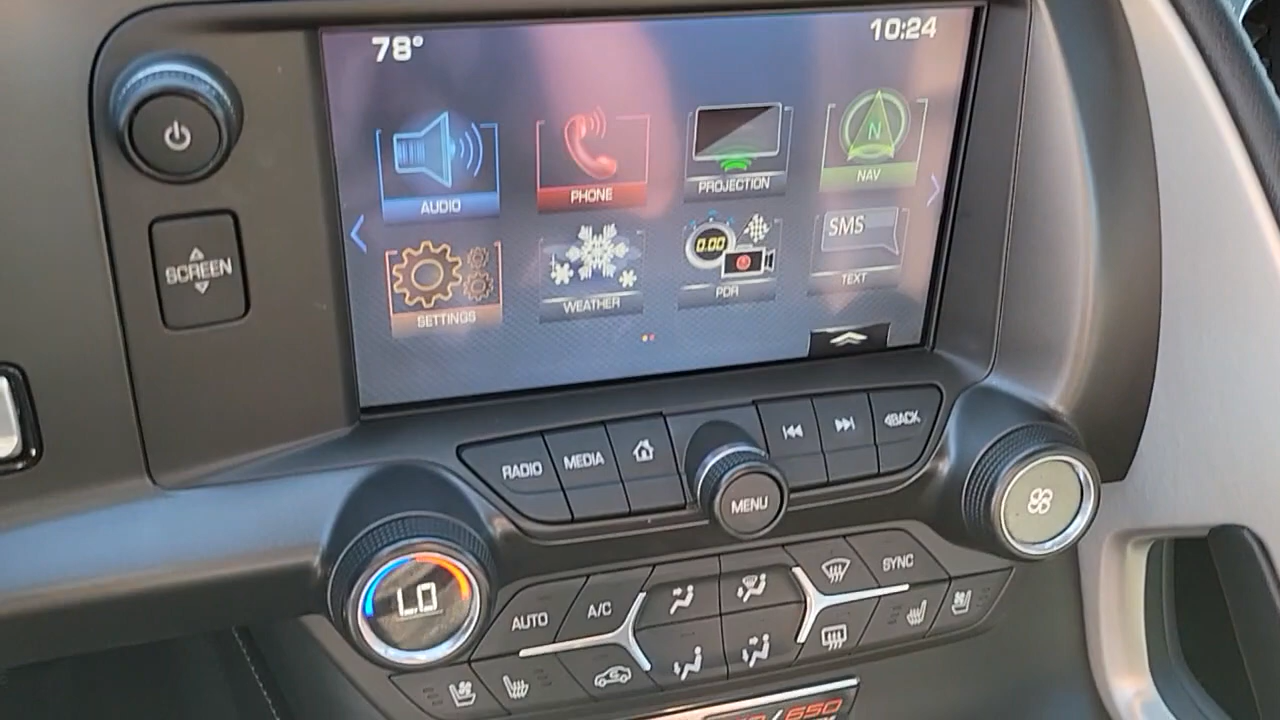 78°
10:24
AUDIO
PHONE
PROJECTION
N
NAV
SETTINGS
WEATHER
0.00
PDR
SMS
TEXT
SCREEN
RADIO
MEDIA
MENU
BACK
LO
AUTO
A/C
SYNC
/650